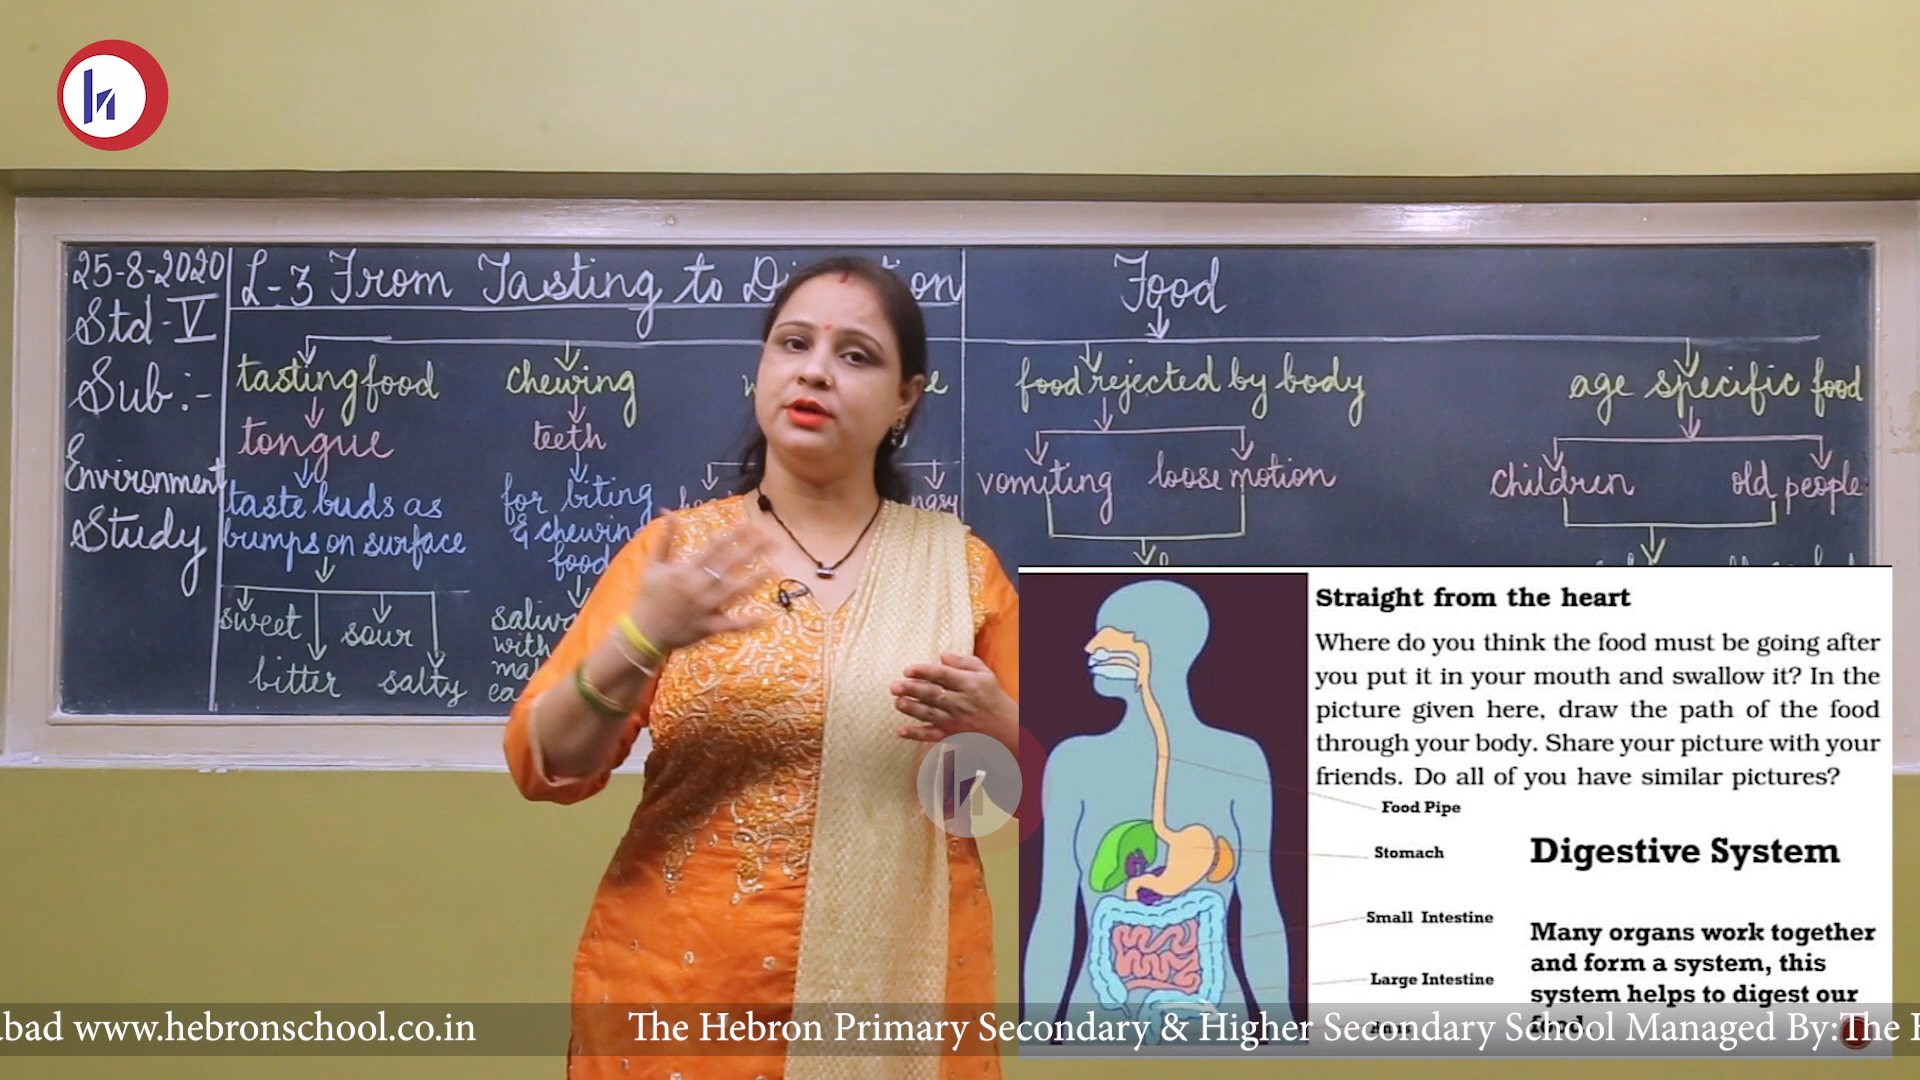 25-8-2020
Std-V
Sub:-
Environment
Study
L-3 From Tasting to
Food
tasting food
tongue
taste buds as
bumps on surface
sweet
sour
bitter
salty
chewing
teeth
for biting
& chewing
food
with
food rejected by body
vomiting
loose motion
age specific food
children
old people
Straight from the heart
Where do you think the food must be going after
you put it in your mouth and swallow it? In the
picture given here, draw the path of the food
through your body. Share your picture with your
friends. Do all of you have similar pictures?
Food Pipe
Stomach
Small Intestine
Large Intestine
Digestive System
Many organs work together
and form a system, this
system helps to digest our
food.
www.hebronschool.co.in
The Hebron Primary Secondary & Higher Secondary School Managed By:The